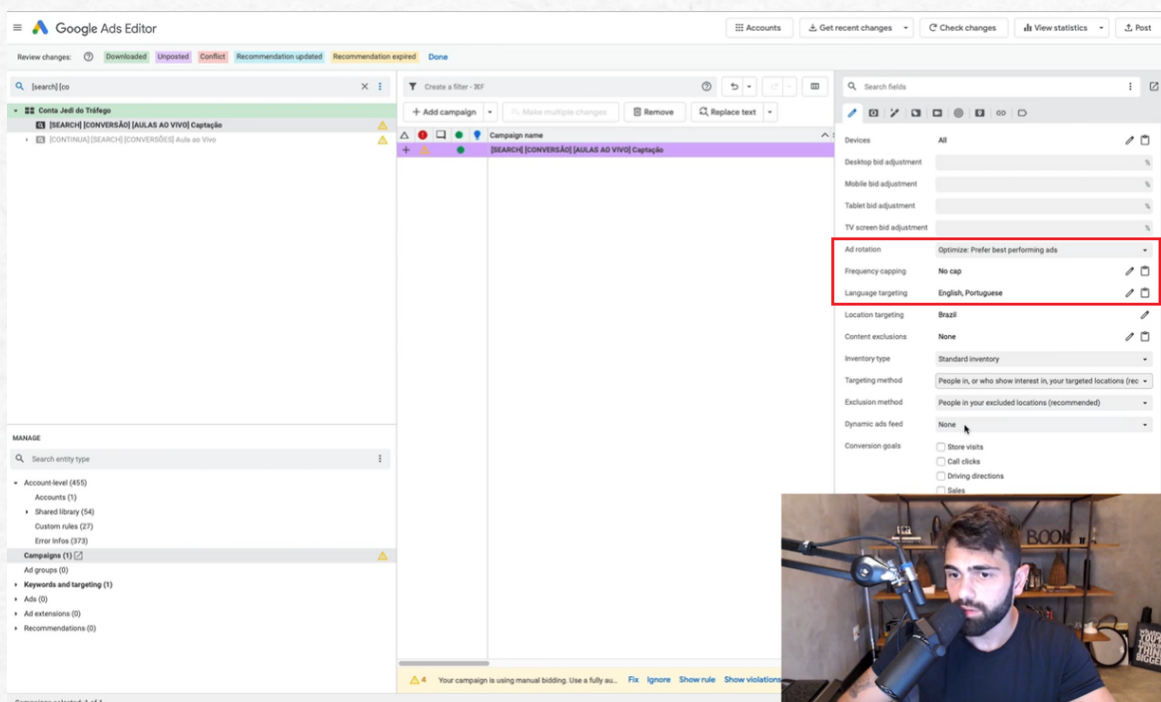 Google Ads Editor
Accounts
Get recent changes
Check changes
View statistics
Post
Review changes:
Downloaded
Unposted
Conflict
Recommendation updated
Recommendation expired
Done
[search] [co
Create a filter - ⌘F
Search fields
Conta Jedi do Tráfego
[SEARCH] [CONVERSÃO] [AULAS AO VIVO] Captação
[CONTINUA] [SEARCH] [CONVERSÕES] Aula ao Vivo
+ Add campaign
Make multiple changes
Remove
Replace text
Campaign name
[SEARCH] [CONVERSÃO] [AULAS AO VIVO] Captação
Devices All
Desktop bid adjustment %
Mobile bid adjustment %
Tablet bid adjustment %
TV screen bid adjustment %
Ad rotation Optimize: Prefer best performing ads
Frequency capping No cap
Language targeting English, Portuguese
Location targeting Brazil
Content exclusions None
Inventory type Standard inventory
Targeting method People in, or who show interest in, your targeted locations (rec
Exclusion method People in your excluded locations (recommended)
Dynamic ads feed None
Conversion goals Store visits
Call clicks
Driving directions
Sales
MANAGE
Search entity type
Account-level (455)
Accounts (1)
Shared library (54)
Custom rules (27)
Error Infos (373)
Campaigns (1)
Ad groups (0)
Keywords and targeting (1)
Ads (0)
Ad extensions (0)
Recommendations (0)
4 Your campaign is using manual bidding. Use a fully au... Fix Ignore Show rule Show violations
BOOK
THINK
BIGGER